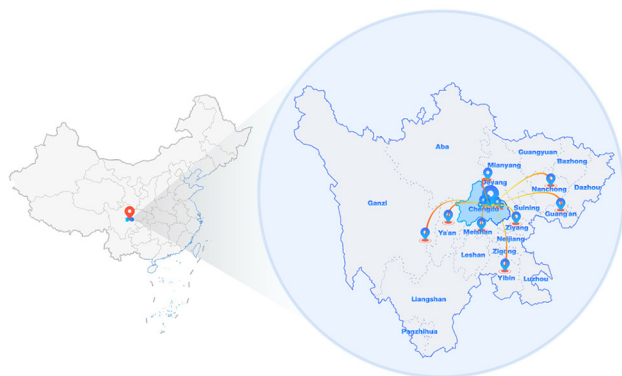 Guangyuan
Aba
Bazhong
Mianyang
Deyang
Nanchong
Dazhou
Ganzi
Chengdu
Suining
Guang'an
Ya'an
Meishan
Ziyang
Neijiang
Leshan
Zigong
Yibin
Luzhou
Liangshan
Panzhihua